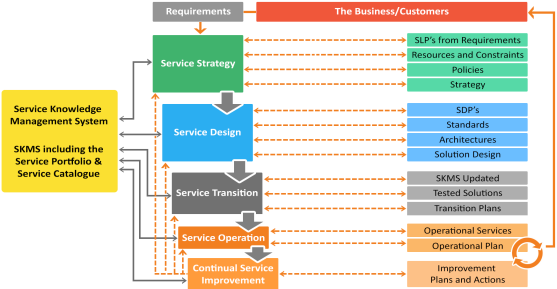 Requirements
The Business/Customers
Service Strategy
SLP's from Requirements
Resources and Constraints
Policies
Strategy
Service Knowledge
Management System
SKMS including the
Service Portfolio &
Service Catalogue
Service Design
SDP's
Standards
Architectures
Solution Design
Service Transition
SKMS Updated
Tested Solutions
Transition Plans
Service Operation
Operational Services
Operational Plan
Continual Service
Improvement
Improvement
Plans and Actions